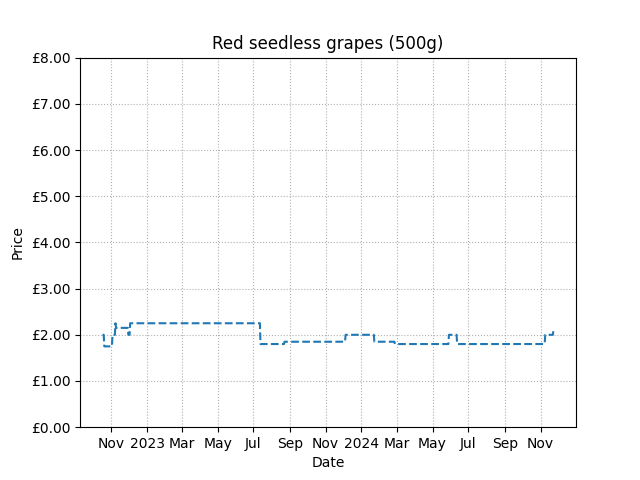 Red seedless grapes (500g)
£8.00
£7.00
£6.00
£5.00
£4.00
£3.00
£2.00
£1.00
£0.00
Price
Nov 2023 Mar May Jul Sep Nov 2024 Mar May Jul Sep Nov
Date